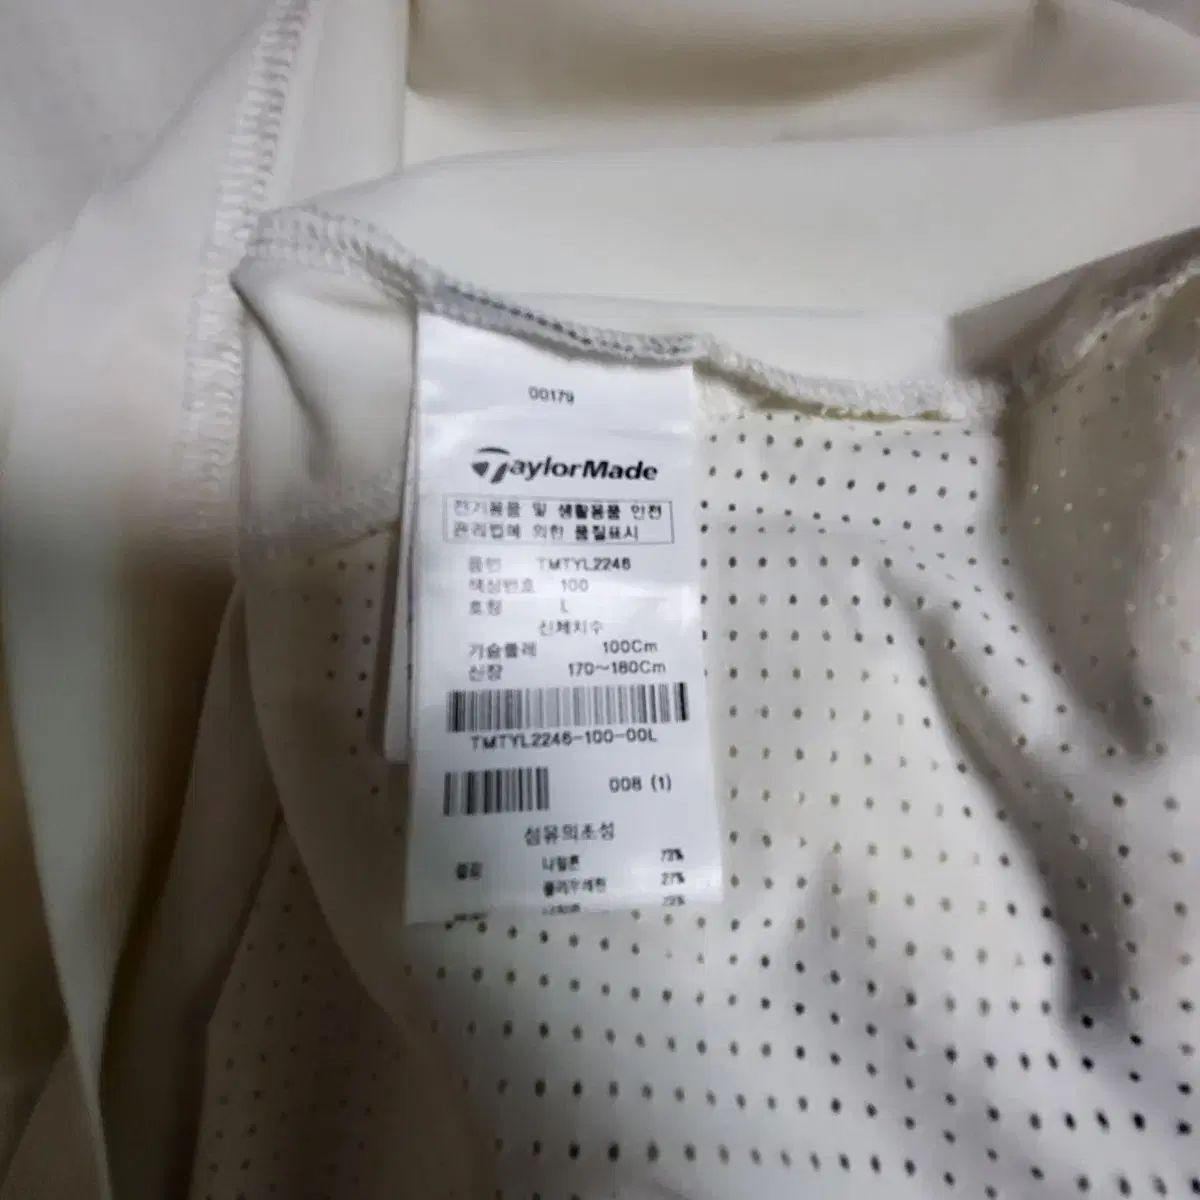 00179
TaylorMade
전기용품 및 생활용품 안전
관리법에 의한 품질표시
품번 TMTYL2246
색상번호 100
호칭 L
신체치수
가슴둘레 100Cm
신장 170~180Cm
TMTYL2246-100-00L
008 (1)
섬유의조성
겉감 나일론 73%
폴리우레탄 27%
나일론